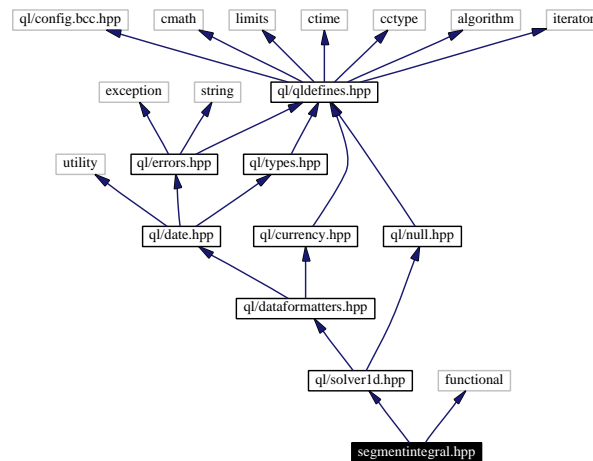 ql/config.bcc.hpp
cmath
limits
ctime
cctype
algorithm
iterator
exception
string
ql/qldefines.hpp
utility
ql/errors.hpp
ql/types.hpp
ql/date.hpp
ql/currency.hpp
ql/null.hpp
ql/dataformatters.hpp
ql/solver1d.hpp
functional
segmentintegral.hpp